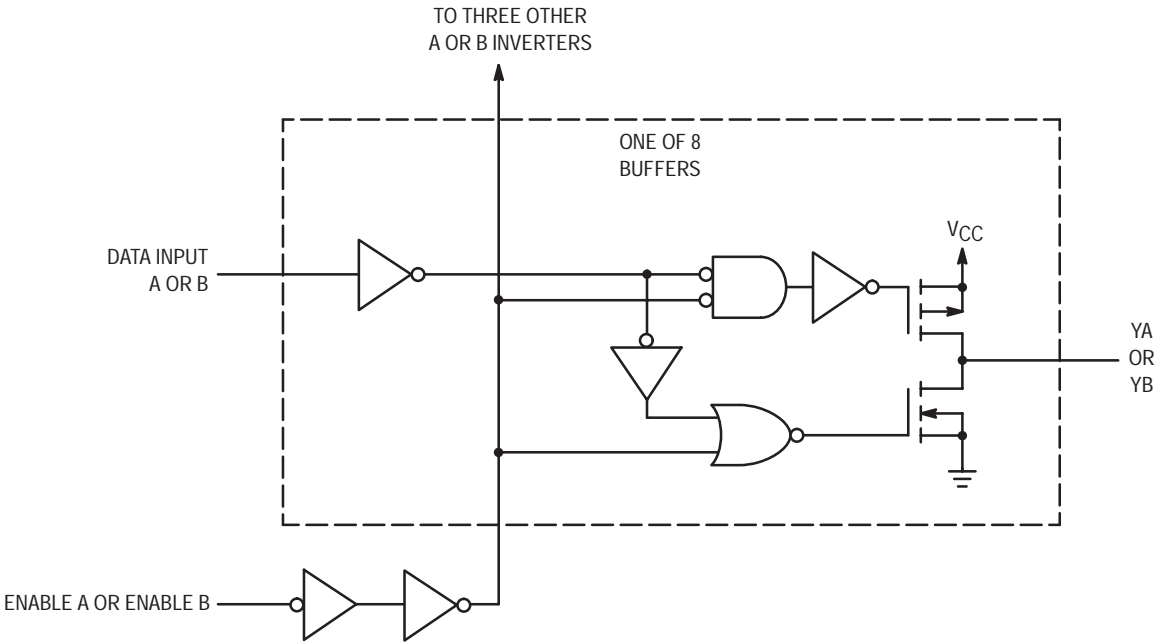 TO THREE OTHER
A OR B INVERTERS
ONE OF 8
BUFFERS
VCC
DATA INPUT
A OR B
YA
OR
YB
ENABLE A OR ENABLE B